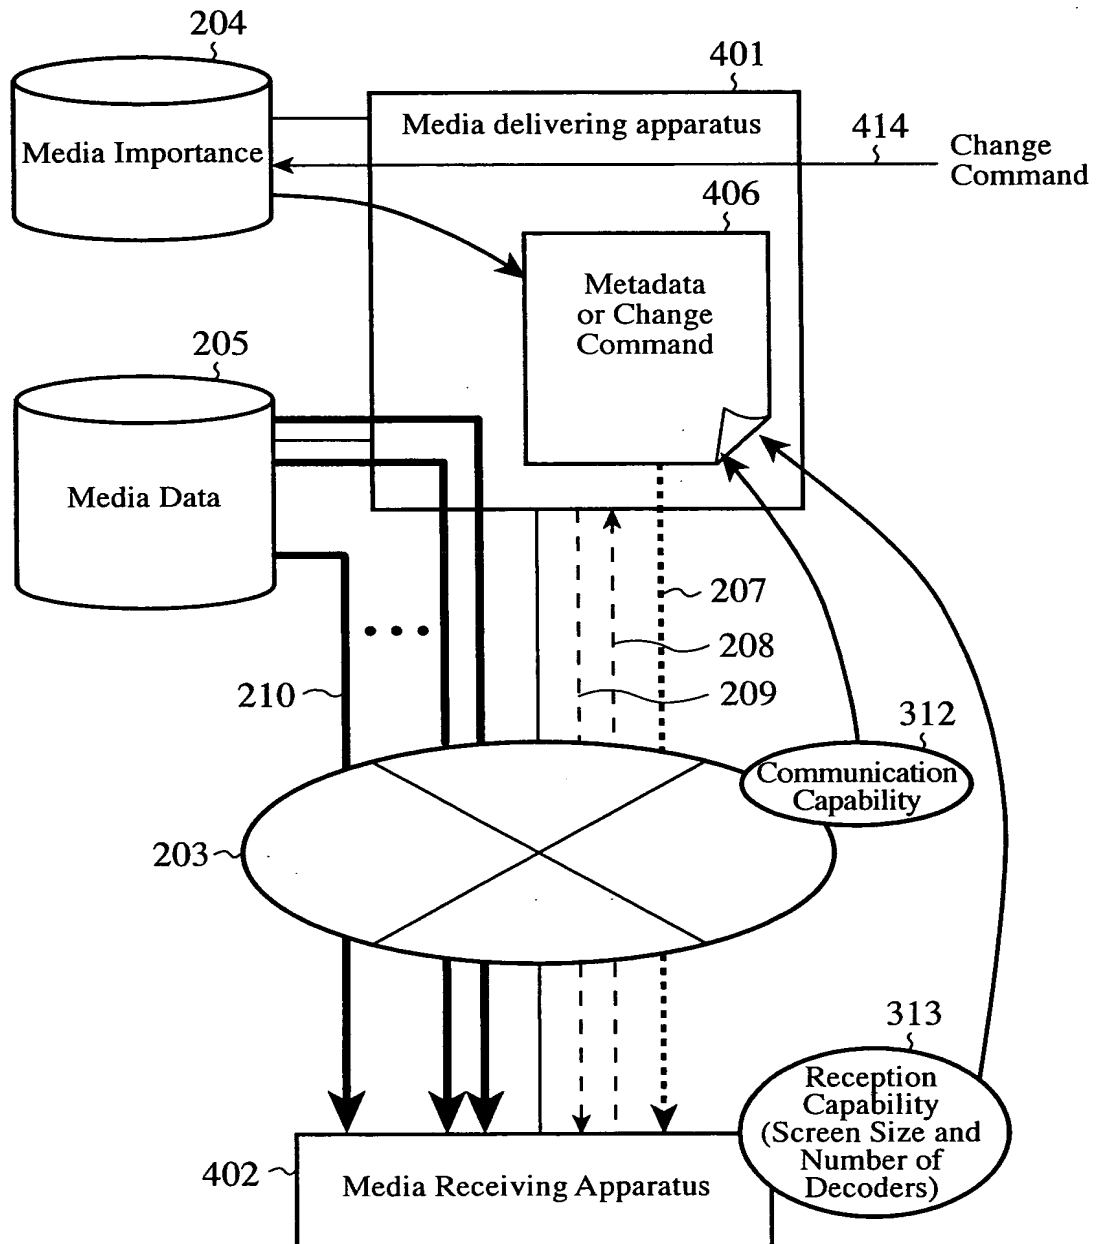 204
401
Media delivering apparatus
414
Change
Command
Media Importance
406
Metadata
or Change
Command
205
Media Data
207
208
209
210
312
Communication
Capability
203
313
Reception
Capability
(Screen Size and
Number of
Decoders)
402
Media Receiving Apparatus